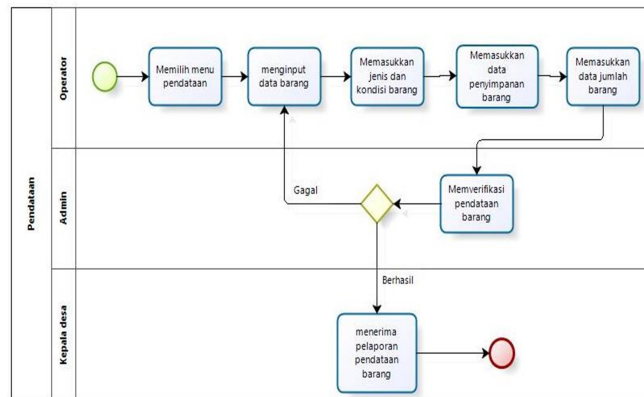 Pendataan
Operator
Memilih menu
pendataan
menginput
data barang
Memasukkan
jenis dan
kondisi barang
Memasukkan
data
penyimpanan
barang
Memasukkan
data jumlah
barang
Admin
Gagal
Memverifikasi
pendataan
barang
Berhasil
Kepala desa
menerima
pelaporan
pendataan
barang